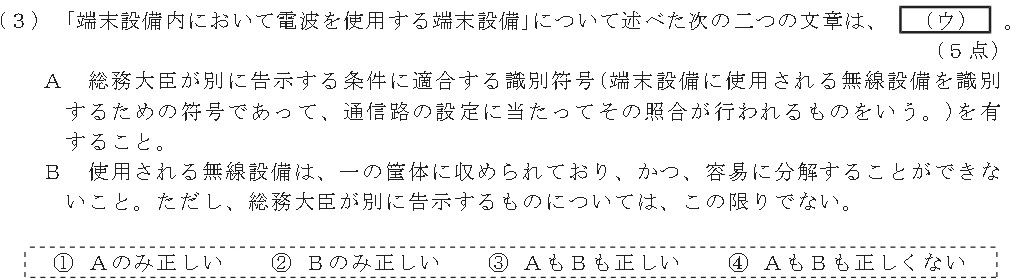 (3) 「端末設備内において電波を使用する端末設備」について述べた次の二つの文章は、 (ウ) 。
(5点)
A 総務大臣が別に告示する条件に適合する識別符号(端末設備に使用される無線設備を識別
するための符号であって、通信路の設定に当たってその照合が行われるものをいう。)を有
すること。
B 使用される無線設備は、一の筐体に収められており、かつ、容易に分解することができな
いこと。ただし、総務大臣が別に告示するものについては、この限りでない。
① Aのみ正しい ② Bのみ正しい ③ AもBも正しい ④ AもBも正しくない